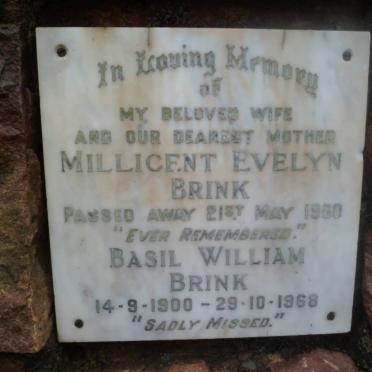 In Loving Memory
of
MY BELOVED WIFE
AND OUR DEAREST MOTHER
MILLICENT EVELYN
BRINK
PASSED AWAY 21ST MAY 1960
"EVER REMEMBERED."
BASIL WILLIAM
BRINK
14-9-1900 - 29-10-1968
"SADLY MISSED."